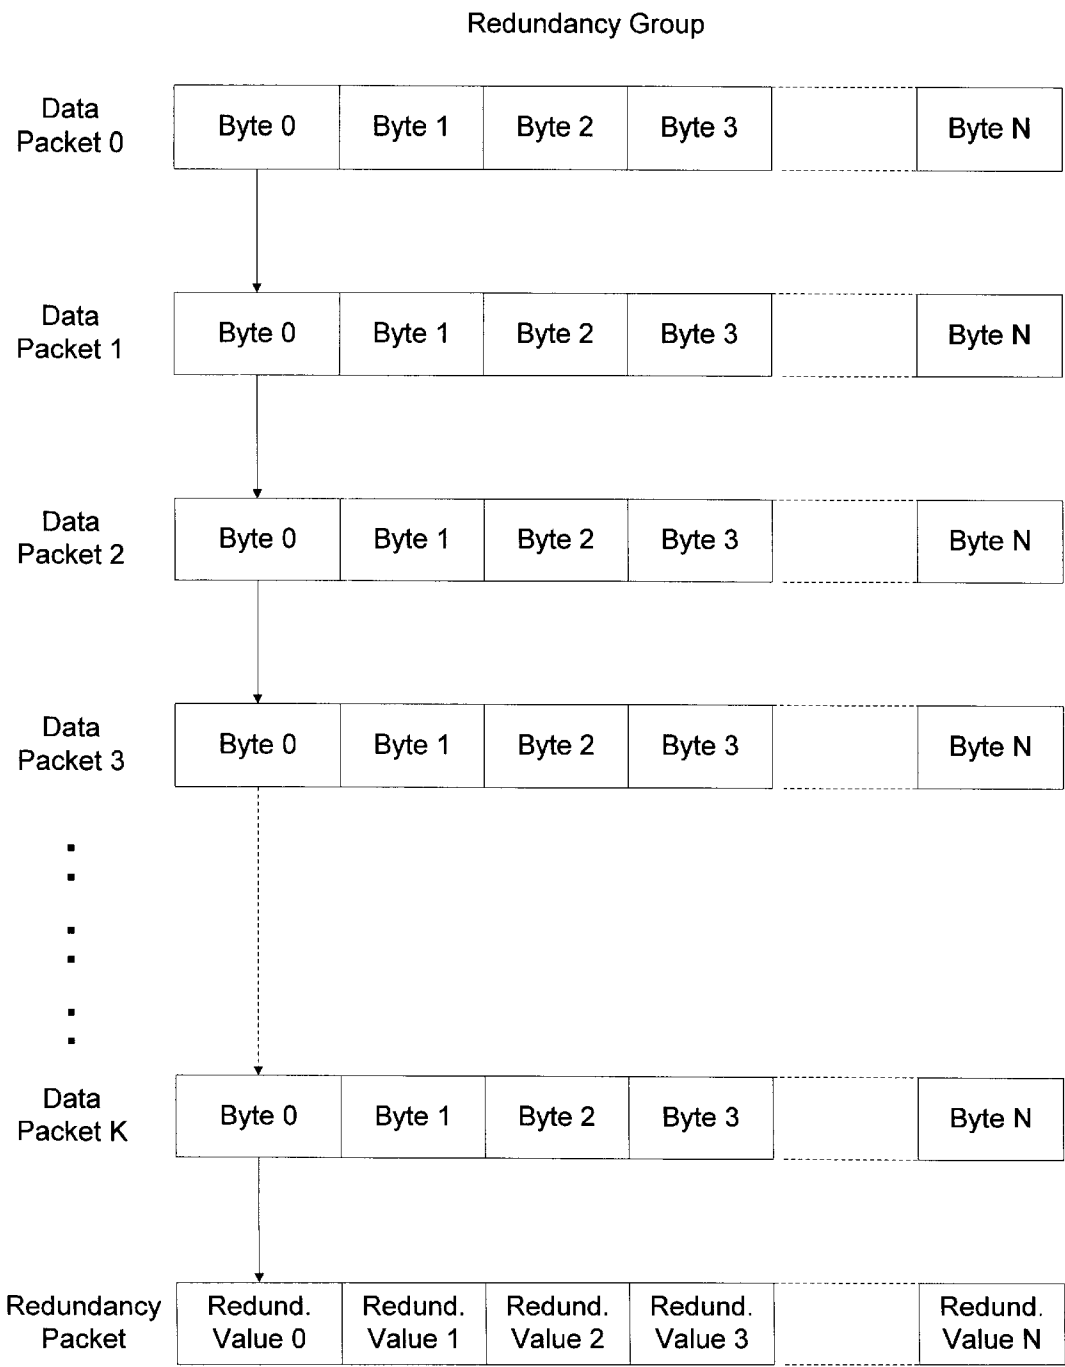 Redundancy Group
Data
Packet 0
Byte 0 Byte 1 Byte 2 Byte 3 Byte N
Data
Packet 1
Byte 0 Byte 1 Byte 2 Byte 3 Byte N
Data
Packet 2
Byte 0 Byte 1 Byte 2 Byte 3 Byte N
Data
Packet 3
Byte 0 Byte 1 Byte 2 Byte 3 Byte N
Data
Packet K
Byte 0 Byte 1 Byte 2 Byte 3 Byte N
Redundancy
Packet
Redund. Redund. Redund. Redund. Redund.
Value 0 Value 1 Value 2 Value 3 Value N